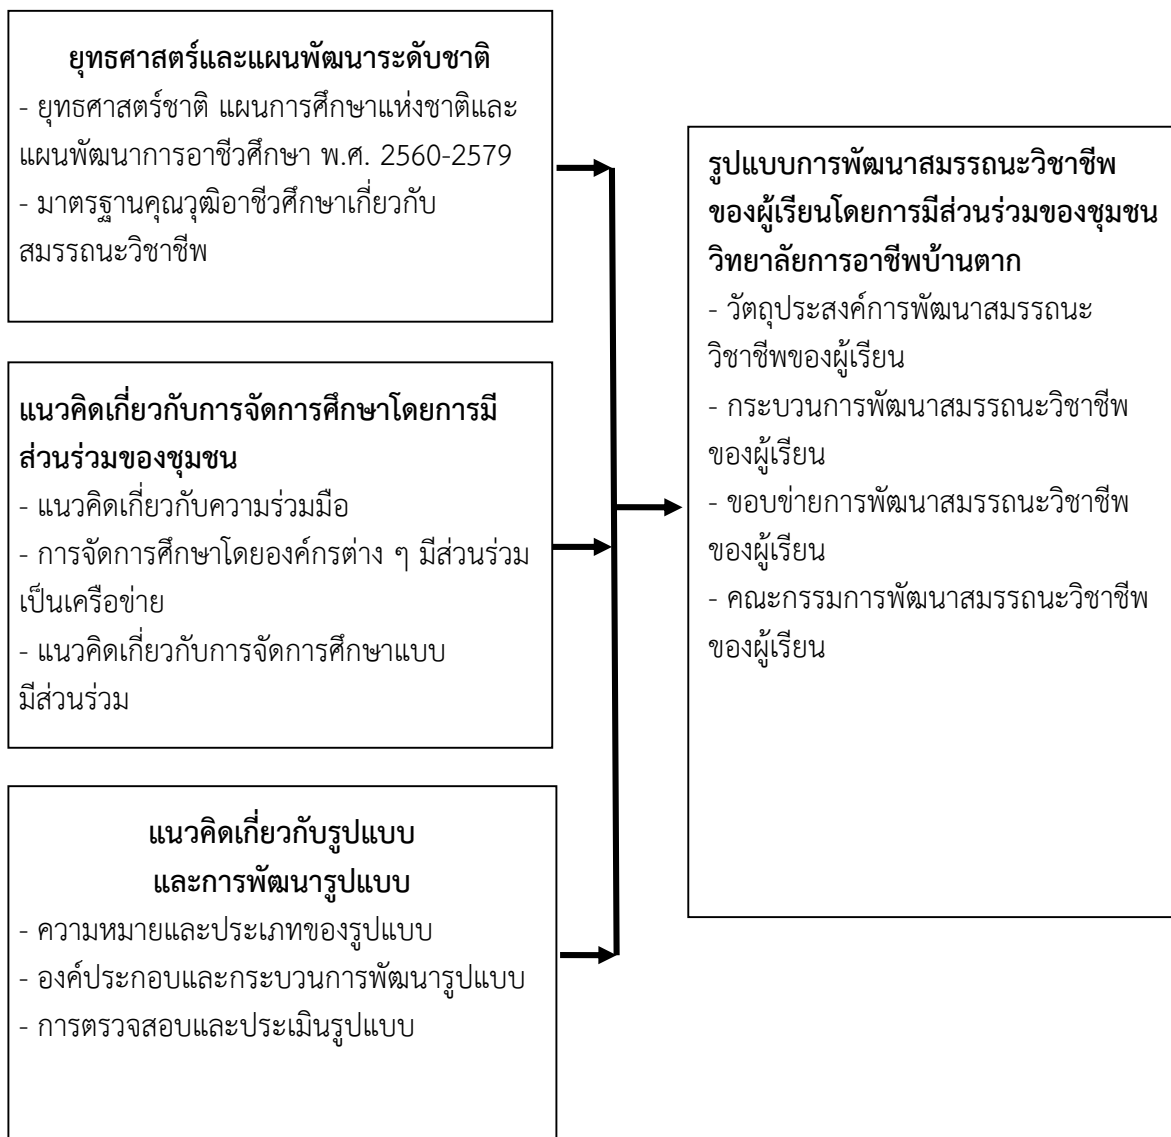 ยุทธศาสตร์และแผนพัฒนาระดับชาติ
- ยุทธศาสตร์ชาติ แผนการศึกษาแห่งชาติและ
แผนพัฒนาการอาชีวศึกษา พ.ศ. 2560-2579
- มาตรฐานคุณวุฒิอาชีวศึกษาเกี่ยวกับ
สมรรถนะวิชาชีพ
แนวคิดเกี่ยวกับการจัดการศึกษาโดยการมี
ส่วนร่วมของชุมชน
- แนวคิดเกี่ยวกับความร่วมมือ
- การจัดการศึกษาโดยองค์กรต่าง ๆ มีส่วนร่วม
เป็นเครือข่าย
- แนวคิดเกี่ยวกับการจัดการศึกษาแบบ
มีส่วนร่วม
แนวคิดเกี่ยวกับรูปแบบ
และการพัฒนารูปแบบ
- ความหมายและประเภทของรูปแบบ
- องค์ประกอบและกระบวนการพัฒนารูปแบบ
- การตรวจสอบและประเมินรูปแบบ
รูปแบบการพัฒนาสมรรถนะวิชาชีพ
ของผู้เรียนโดยการมีส่วนร่วมของชุมชน
วิทยาลัยการอาชีพบ้านตาก
- วัตถุประสงค์การพัฒนาสมรรถนะ
วิชาชีพของผู้เรียน
- กระบวนการพัฒนาสมรรถนะวิชาชีพ
ของผู้เรียน
- ขอบข่ายการพัฒนาสมรรถนะวิชาชีพ
ของผู้เรียน
- คณะกรรมการพัฒนาสมรรถนะวิชาชีพ
ของผู้เรียน